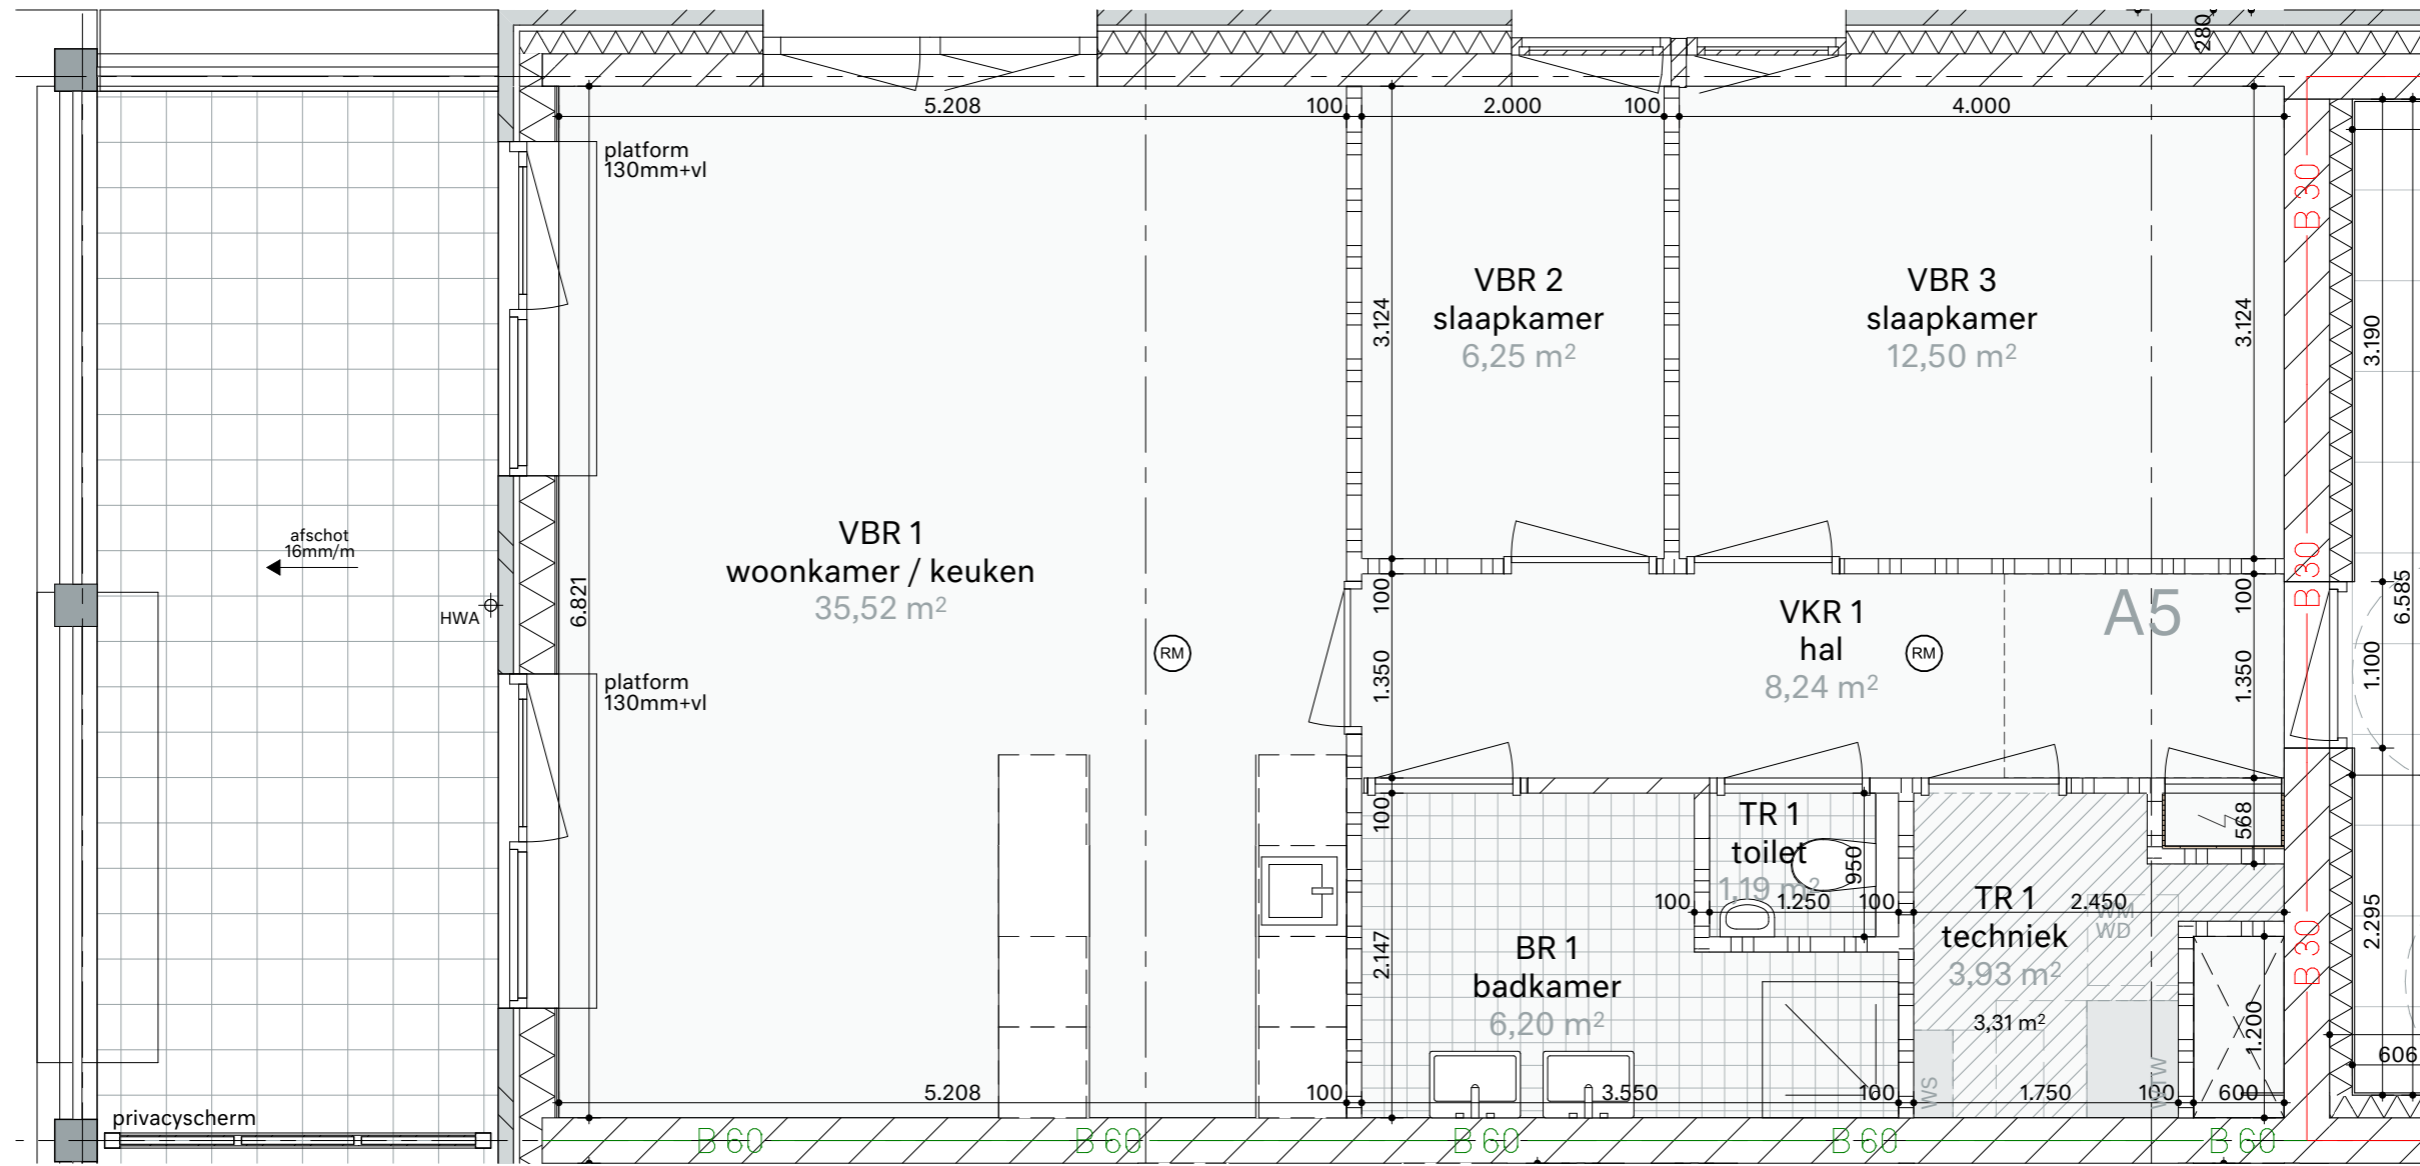 280
5.208
100
2.000
100
4.000
platform
130mm+vl
B 30
VBR 2
slaapkamer
6,25 m²
VBR 3
slaapkamer
12,50 m²
3.124
3.124
3.190
VBR 1
woonkamer / keuken
35,52 m²
afschot
16mm/m
HWA
6.821
B 30
100
100
6.585
VKR 1
hal
8,24 m²
A5
RM
RM
1.350
1.350
1.100
platform
130mm+vl
100
TR 1
toilet
1,19 m²
950
568
100
1.250
100
TR 1
techniek
3,93 m²
3,31 m²
2.450
WM
WD
2.295
B 30
BR 1
badkamer
6,20 m²
2.147
1.200
606
WS
WTW
5.208
100
3.550
100
1.750
100
600
privacyscherm
B 60
B 60
B 60
B 60
B 60